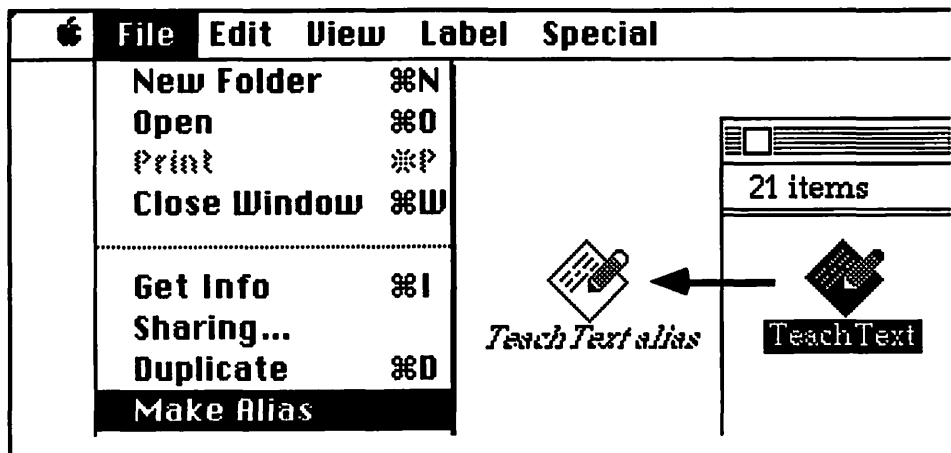 File Edit View Label Special
New Folder ⌘N
Open ⌘O
Print ⌘P
Close Window ⌘W
Get Info ⌘I
Sharing...
Duplicate ⌘D
Make Alias
21 items
TeachText alias
TeachText